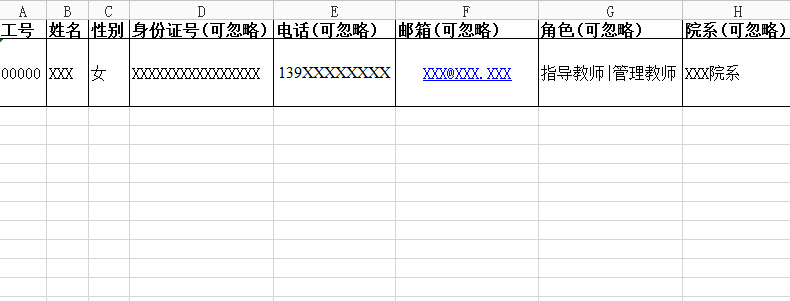 A B C D E F G H
工号 姓名 性别 身份证号(可忽略) 电话(可忽略) 邮箱(可忽略) 角色(可忽略) 院系(可忽略)
00000 XXX 女 XXXXXXXXXXXXXXXX 139XXXXXXXX XXX@XXX.XXX 指导教师|管理教师 XXX院系